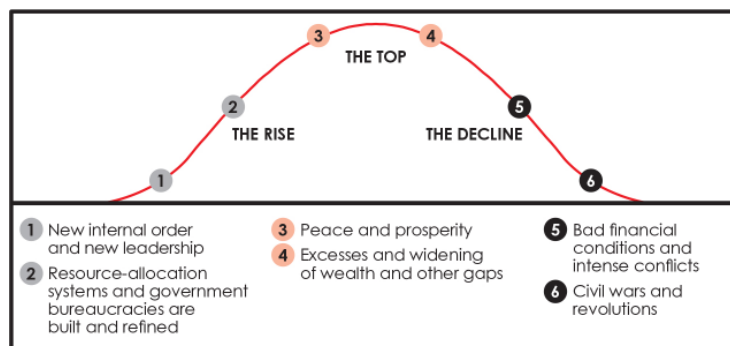 3
4
THE TOP
2
5
THE RISE
THE DECLINE
1
6
1 New internal order
and new leadership
2 Resource-allocation
systems and government
bureaucracies are
built and refined
3 Peace and prosperity
4 Excesses and widening
of wealth and other gaps
5 Bad financial
conditions and
intense conflicts
6 Civil wars and
revolutions